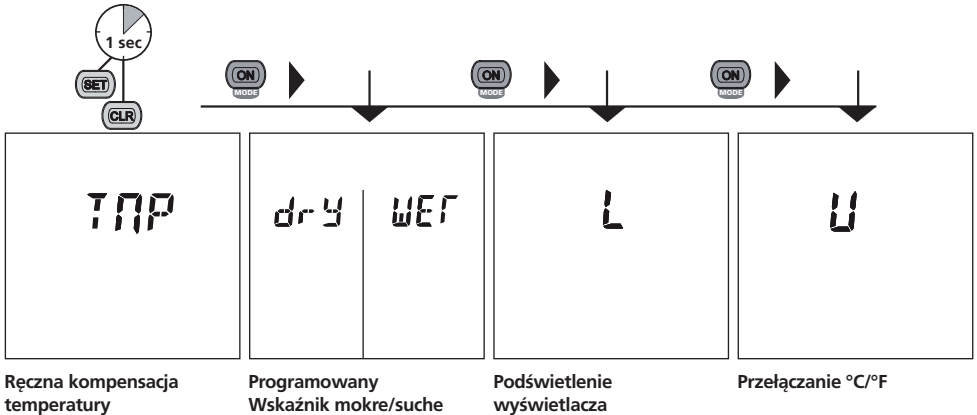 1 sec
SET
CLR
ON
MODE
ON
MODE
ON
MODE
TMP
drY WET
L
U
Ręczna kompensacja
temperatury
Programowany
Wskaźnik mokre/suche
Podświetlenie
wyświetlacza
Przełączanie °C/°F